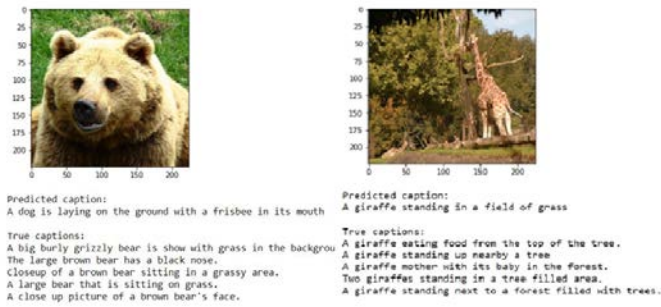 0
25
50
75
100
125
150
175
200
0 50 100 150 200
Predicted caption:
A dog is laying on the ground with a frisbee in its mouth
True captions:
A big burly grizzly bear is show with grass in the backgrou
The large brown bear has a black nose.
Closeup of a brown bear sitting in a grassy area.
A large bear that is sitting on grass.
A close up picture of a brown bear's face.
0
25
50
75
100
125
150
175
200
0 50 100 150 200
Predicted caption:
A giraffe standing in a field of grass
True captions:
A giraffe eating food from the top of the tree.
A giraffe standing up nearby a tree
A giraffe mother with its baby in the forest.
Two giraffes standing in a tree filled area.
A giraffe standing next to a forest filled with trees.